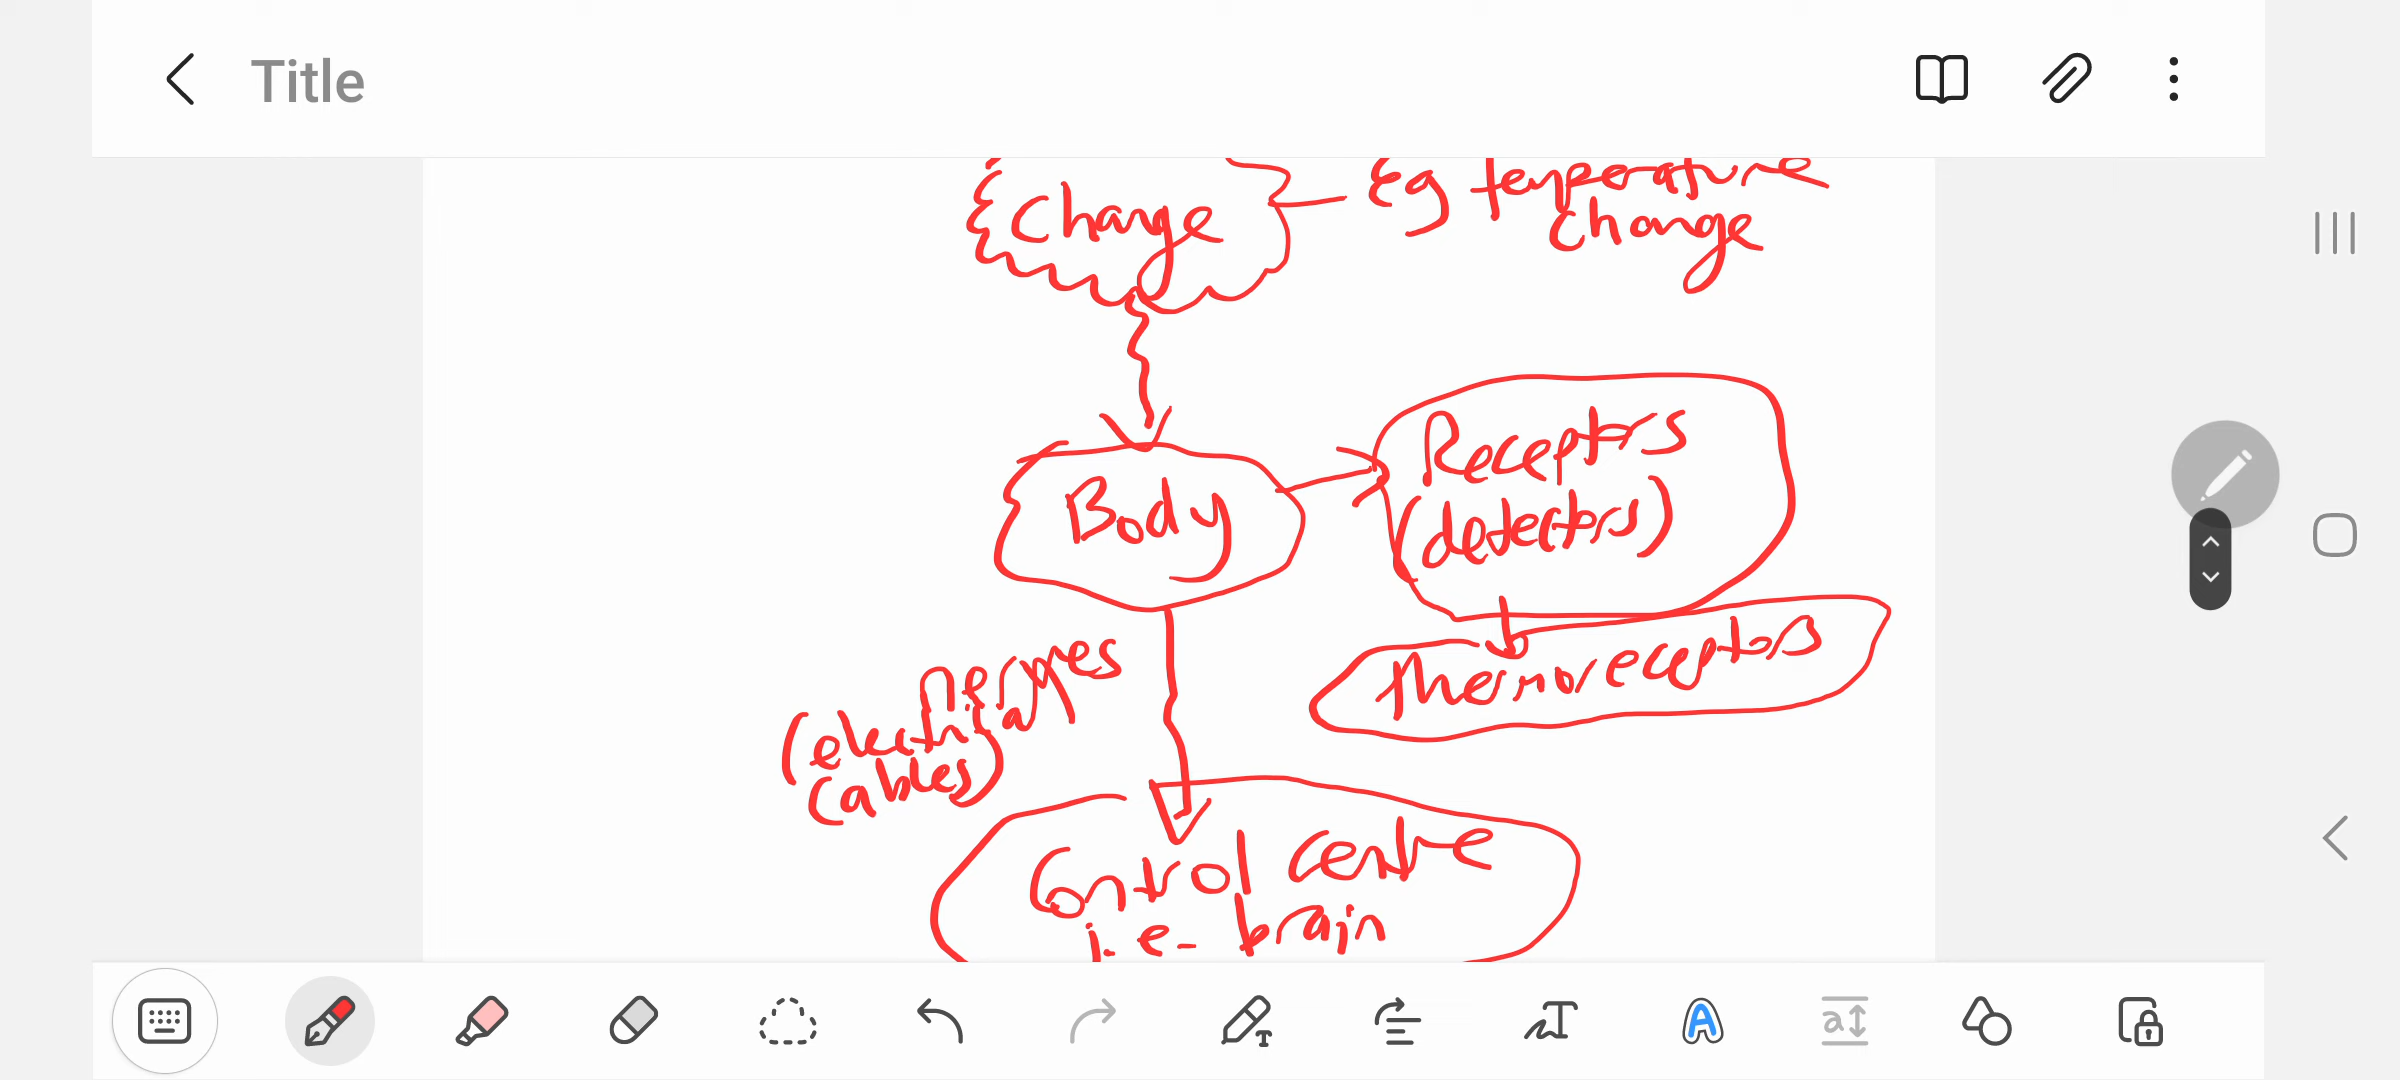 Title
Change
Eg temperature
change
Body
Receptors
(detectors)
thermoreceptors
nerves
(electrical
cables)
Control centre
i.e. brain